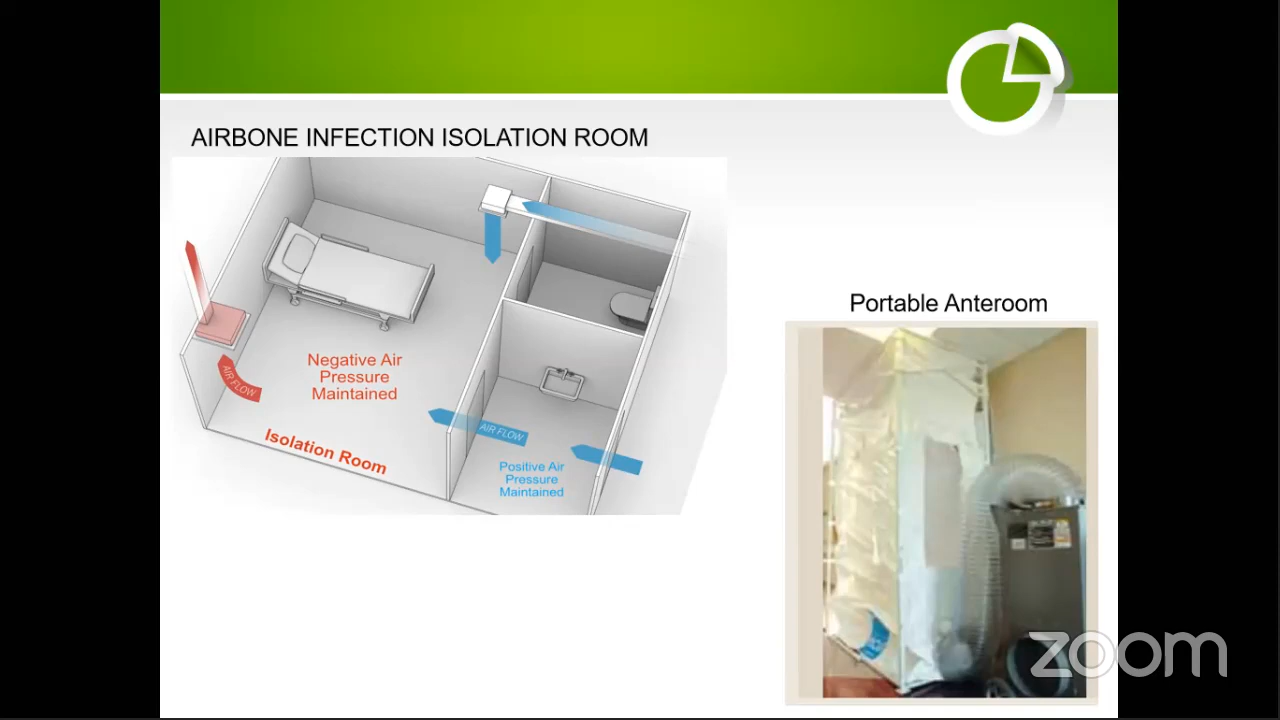 AIRBONE INFECTION ISOLATION ROOM
Negative Air
Pressure
Maintained
AIR FLOW
Isolation Room
AIR FLOW
Positive Air
Pressure
Maintained
Portable Anteroom
zoom